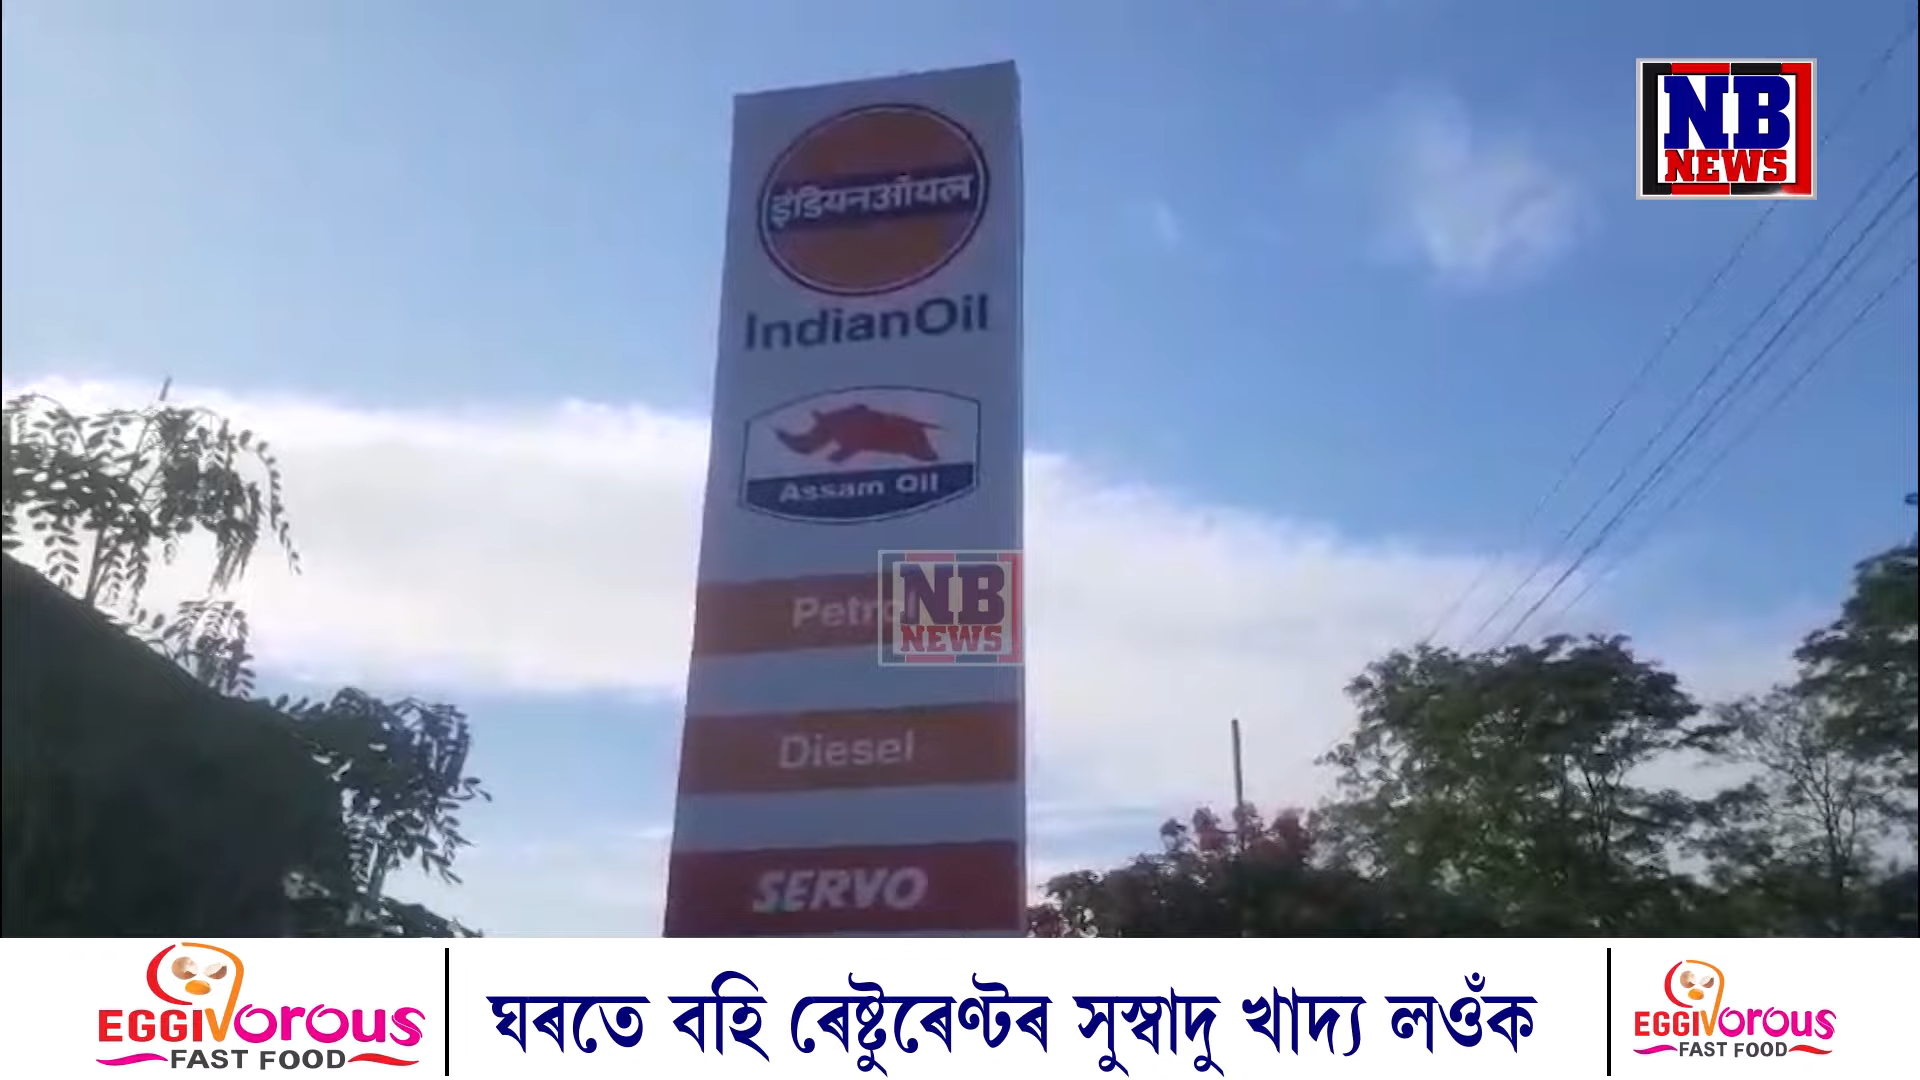 NB
NEWS
इंडियनऑयल
IndianOil
Assam Oil
Petrol
NB
NEWS
Diesel
SERVO
EGGIVOROUS
FAST FOOD
ঘৰতে বহি ৰেষ্টুৰেণ্টৰ সুস্বাদু খাদ্য লওঁক
EGGIVOROUS
FAST FOOD